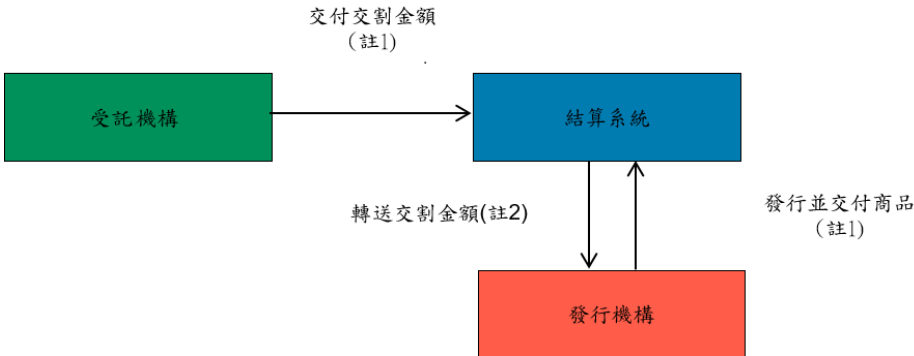 交付交割金額
(註1)
受託機構
結算系統
轉送交割金額(註2)
發行並交付商品
(註1)
發行機構